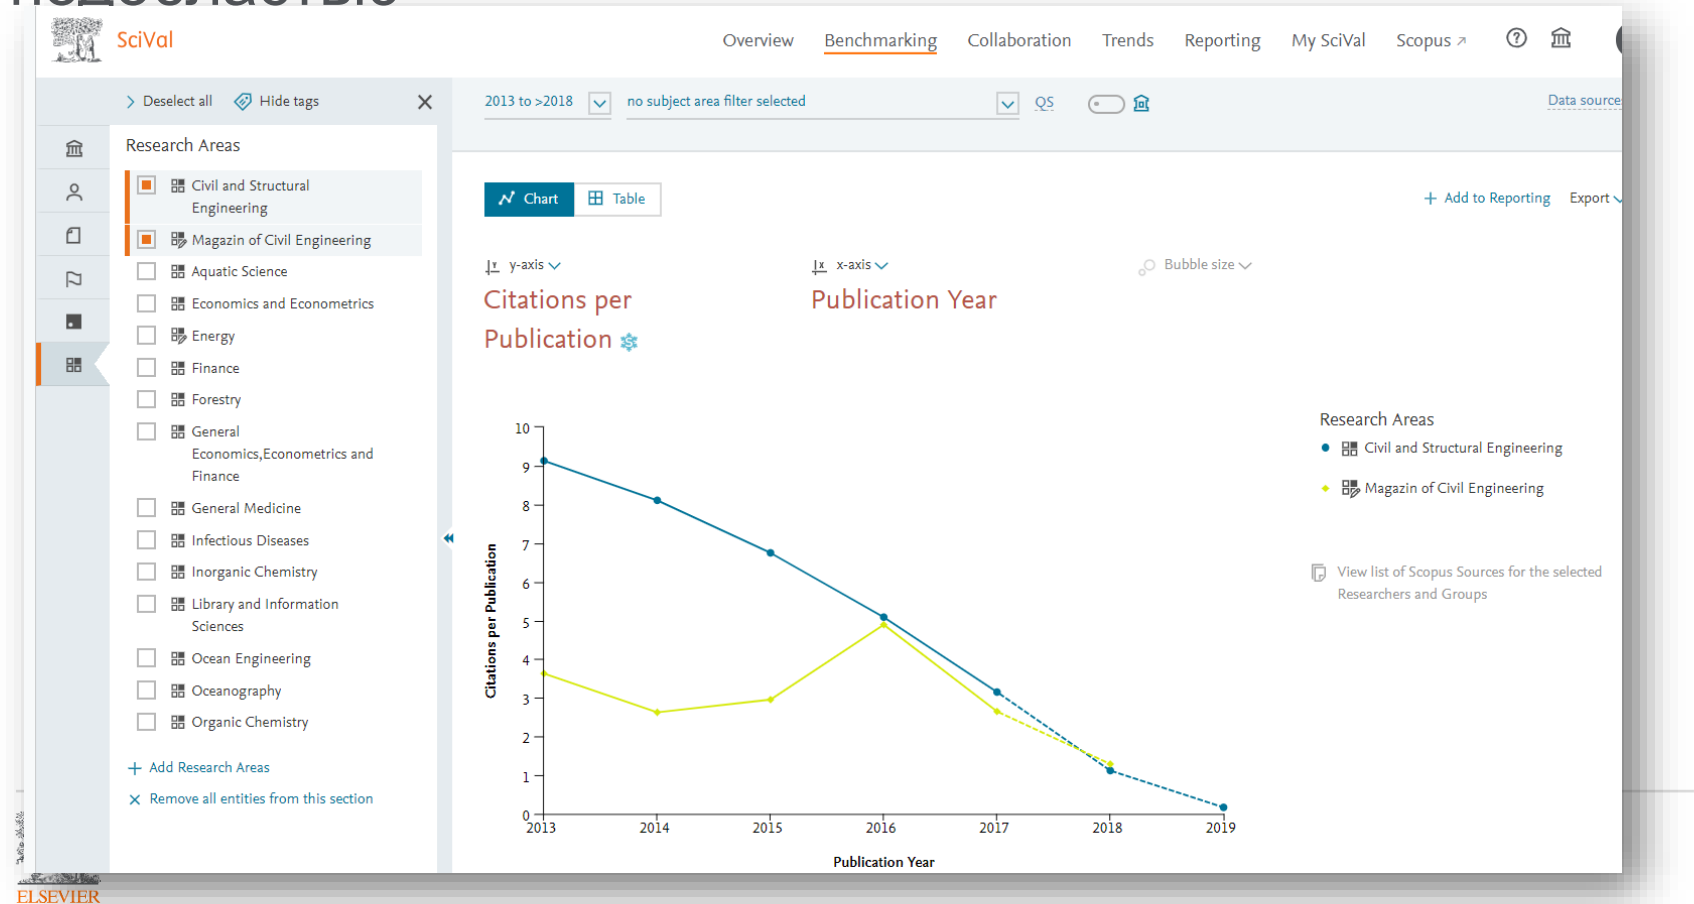 SciVal
Overview Benchmarking Collaboration Trends Reporting My SciVal Scopus ↗
Deselect all Hide tags
2013 to >2018 no subject area filter selected QS
Research Areas
Civil and Structural
Engineering
Magazin of Civil Engineering
Aquatic Science
Economics and Econometrics
Energy
Finance
Forestry
General
Economics,Econometrics and
Finance
General Medicine
Infectious Diseases
Inorganic Chemistry
Library and Information
Sciences
Ocean Engineering
Oceanography
Organic Chemistry
+ Add Research Areas
× Remove all entities from this section
Chart Table
+ Add to Reporting Export
y-axis x-axis Bubble size
Citations per
Publication
Publication Year
10
9
8
7
6
5
4
3
2
1
0
Citations per Publication
2013 2014 2015 2016 2017 2018 2019
Publication Year
Research Areas
Civil and Structural Engineering
Magazin of Civil Engineering
View list of Scopus Sources for the selected
Researchers and Groups
ELSEVIER